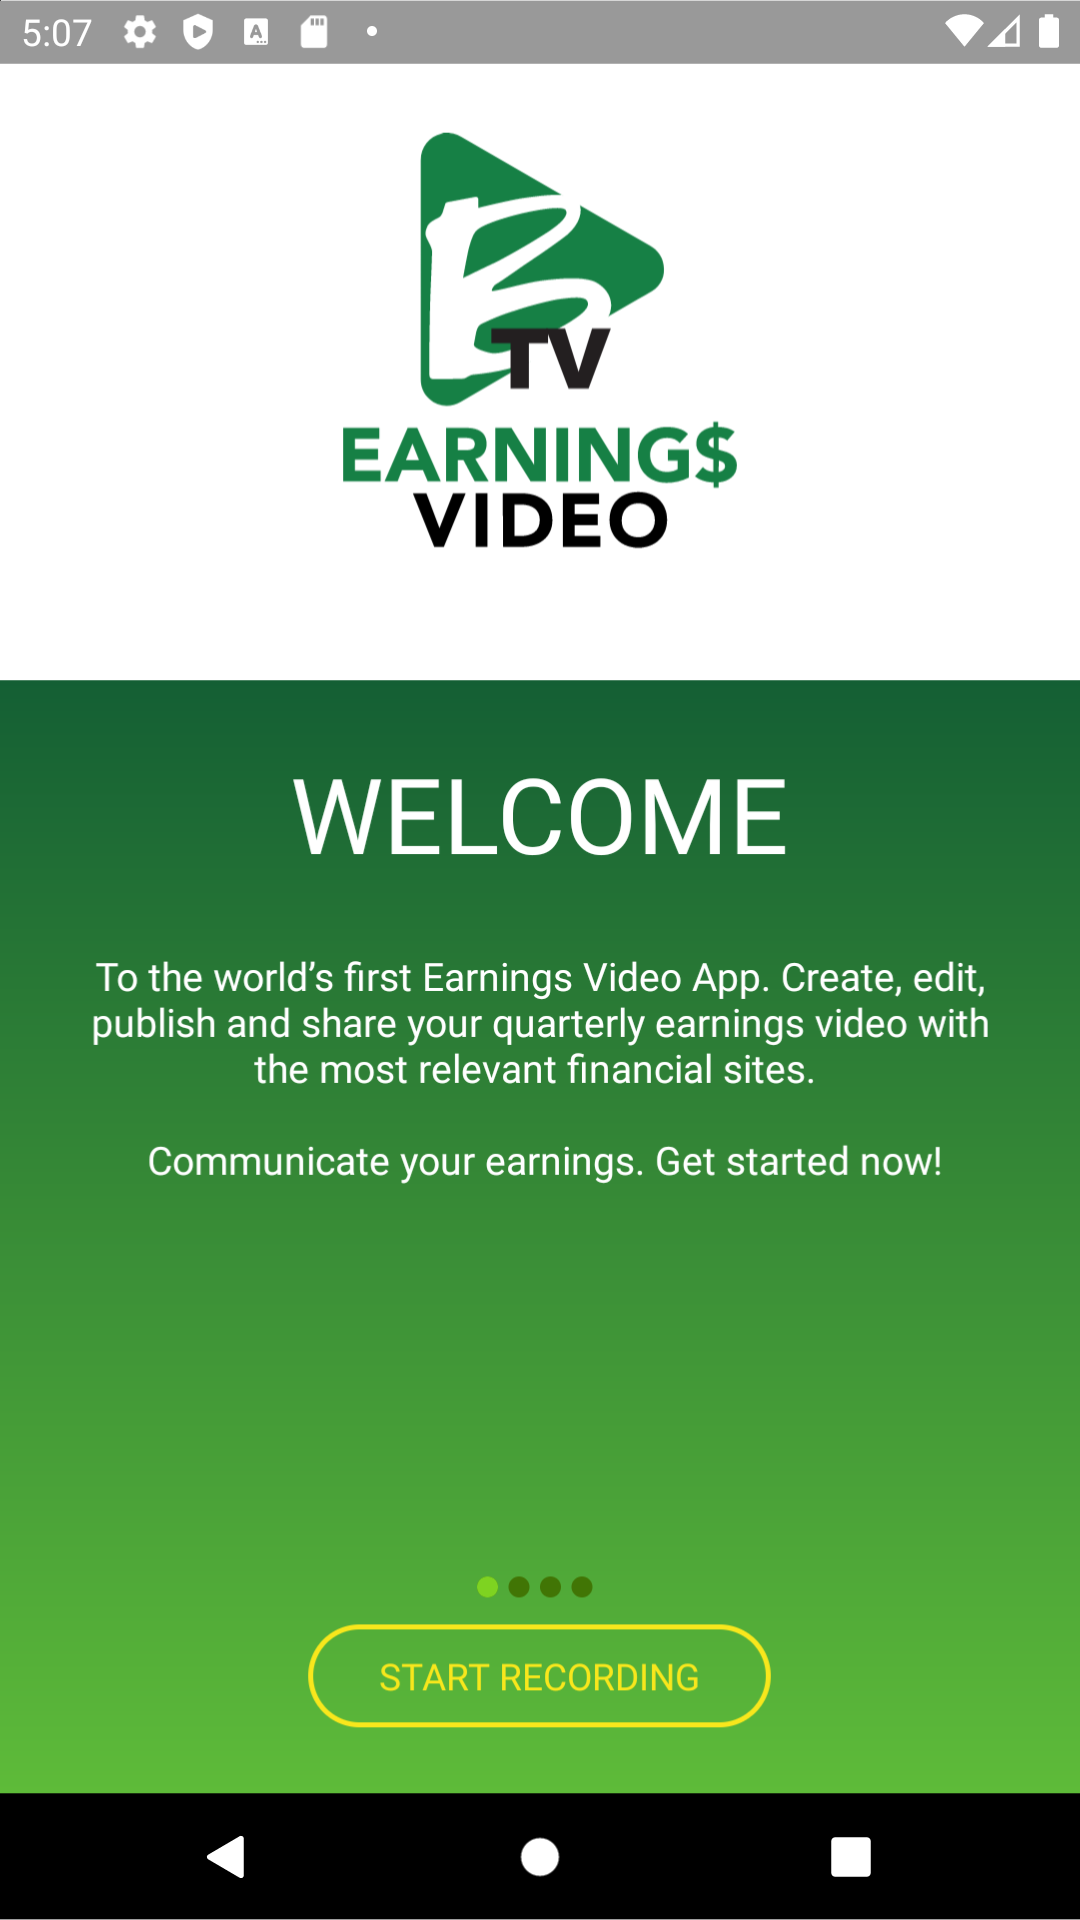 5:07
B
TV
EARNING$
VIDEO
WELCOME
To the world’s first Earnings Video App. Create, edit,
publish and share your quarterly earnings video with
the most relevant financial sites.
Communicate your earnings. Get started now!
START RECORDING